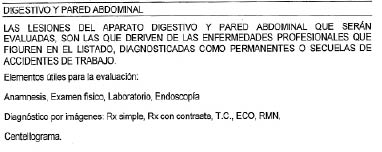 DIGESTIVO Y PARED ABDOMINAL
LAS LESIONES DEL APARATO DIGESTIVO Y PARED ABDOMINAL QUE SERÁN
EVALUADAS, SON LAS QUE DERIVEN DE LAS ENFERMEDADES PROFESIONALES QUE
FIGUREN EN EL LISTADO, DIAGNOSTICADAS COMO PERMANENTES O SECUELAS DE
ACCIDENTES DE TRABAJO.
Elementos útiles para la evaluación:
Anamnesis, Examen físico, Laboratorio, Endoscopía
Diagnóstico por imágenes: Rx simple, Rx con contraste, T.C., ECO, RMN,
Centellograma.